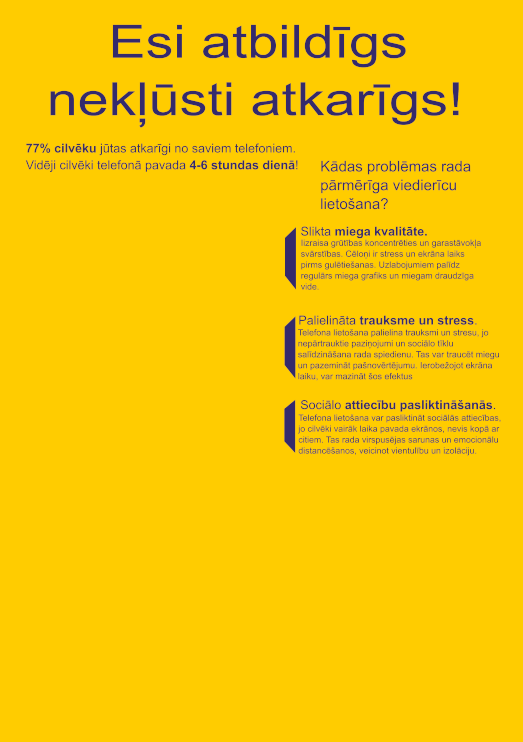 Esi atbildīgs
nekļūsti atkarīgs!
77% cilvēku jūtas atkarīgi no saviem telefoniem.
Vidēji cilvēki telefonā pavada 4-6 stundas dienā!
Kādas problēmas rada
pārmērīga viedierīcu
lietošana?
Slikta miega kvalitāte.
Iizraisa grūtības koncentrēties un garastāvokļa
svārstības. Cēloņi ir stress un ekrāna laiks
pirms gulētiešanas. Uzlabojumiem palīdz
regulārs miega grafiks un miegam draudzīga
vide.
Palielināta trauksme un stress.
Telefona lietošana palielina trauksmi un stresu, jo
nepārtrauktie paziņojumi un sociālo tīklu
salīdzināšana rada spiedienu. Tas var traucēt miegu
un pazemināt pašnovērtējumu. Ierobežojot ekrāna
laiku, var mazināt šos efektus
Sociālo attiecību pasliktināšanās.
Telefona lietošana var pasliktināt sociālās attiecības,
jo cilvēki vairāk laika pavada ekrānos, nevis kopā ar
citiem. Tas rada virspusējas sarunas un emocionālu
distancēšanos, veicinot vientulību un izolāciju.